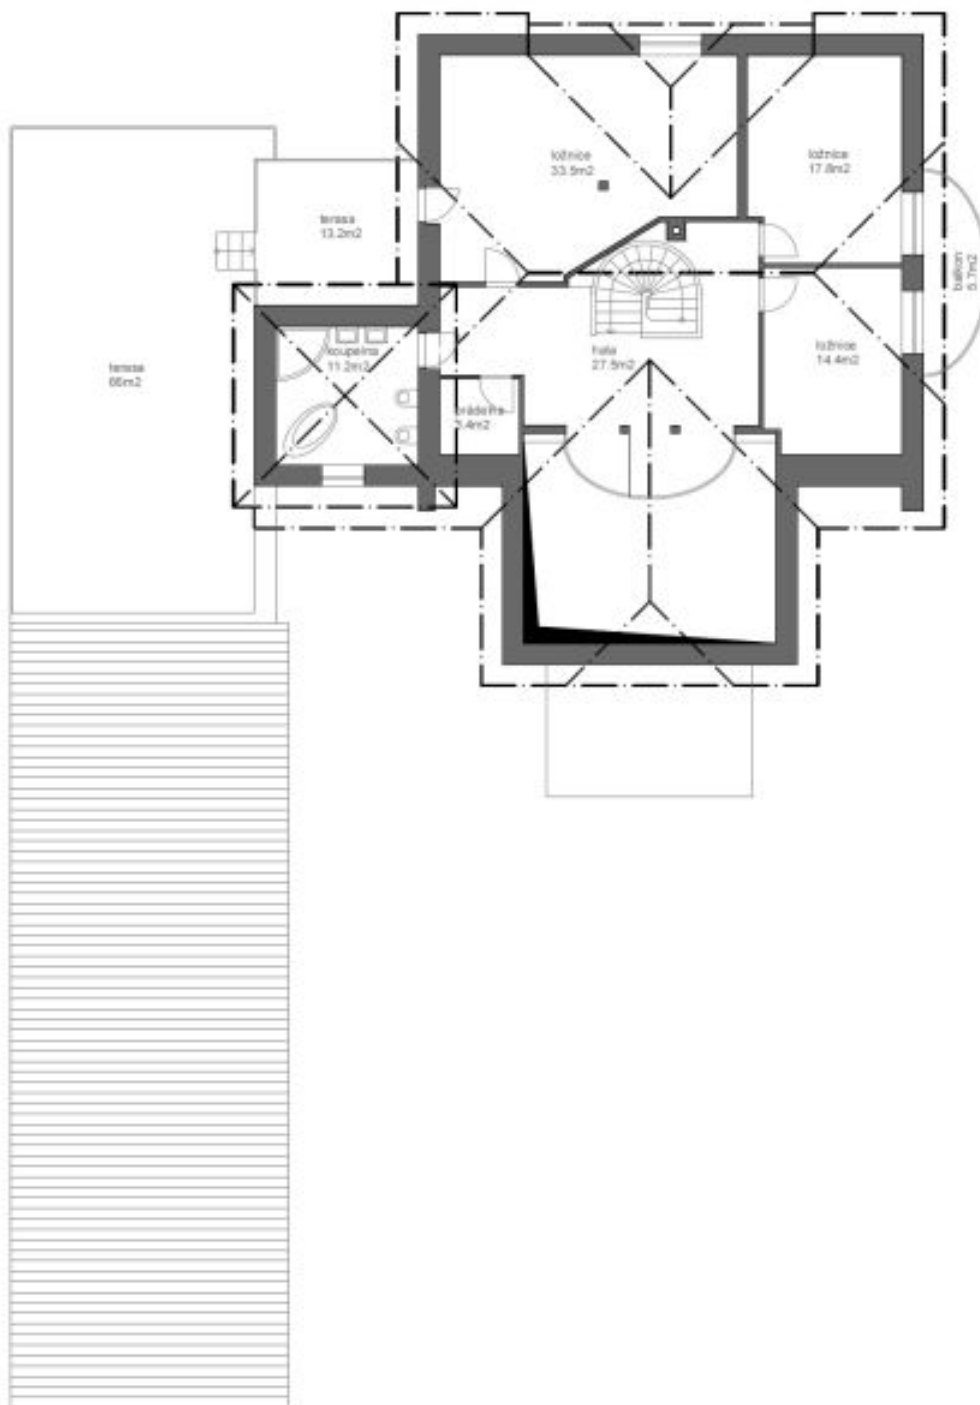 ložnice
33.5m2
ložnice
17.8m2
terasa
13.2m2
balkon
5.7m2
koupelna
11.2m2
hala
27.5m2
ložnice
14.4m2
terasa
66m2